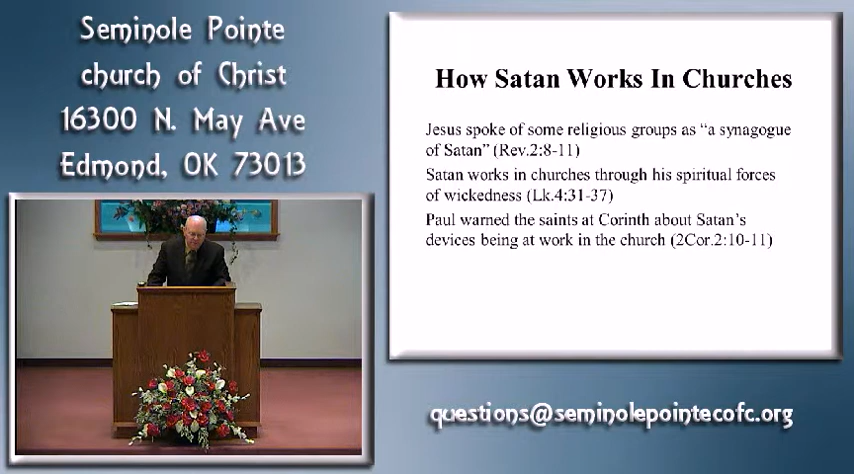 Seminole Pointe
church of Christ
16300 N. May Ave
Edmond, OK 73013
How Satan Works In Churches
Jesus spoke of some religious groups as “a synagogue
of Satan” (Rev.2:8-11)
Satan works in churches through his spiritual forces
of wickedness (Lk.4:31-37)
Paul warned the saints at Corinth about Satan’s
devices being at work in the church (2Cor.2:10-11)
questions@seminolepointecofc.org